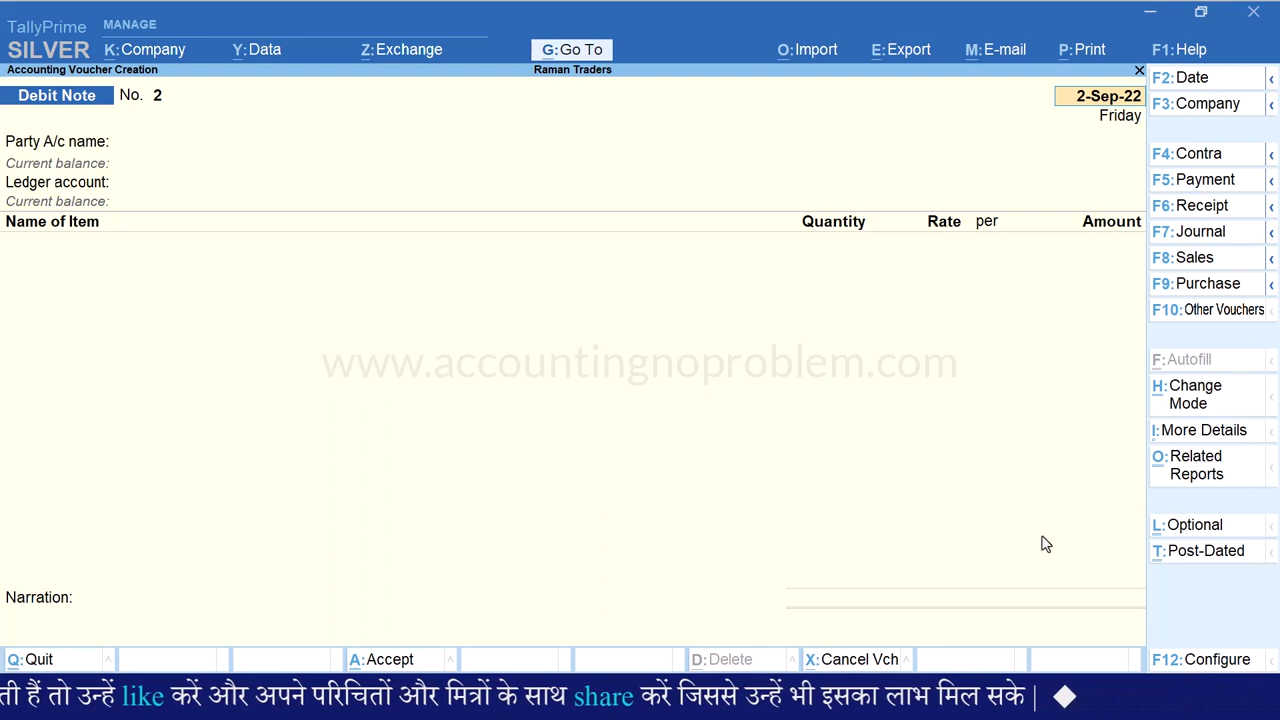 TallyPrime MANAGE
SILVER K:Company Y:Data Z:Exchange G:Go To O:Import E:Export M:E-mail P:Print F1:Help
Accounting Voucher Creation Raman Traders
Debit Note No. 2 2-Sep-22
Friday
Party A/c name:
Current balance:
Ledger account:
Current balance:
Name of Item Quantity Rate per Amount
www.accountingnoproblem.com
Narration:
F2:Date
F3:Company
F4:Contra
F5:Payment
F6:Receipt
F7:Journal
F8:Sales
F9:Purchase
F10:Other Vouchers
F:Autofill
H:Change
Mode
I:More Details
O:Related
Reports
L:Optional
T:Post-Dated
Q:Quit A:Accept D:Delete X:Cancel Vch F12:Configure
ती हैं तो उन्हें like करें और अपने परिचितों और मित्रों के साथ share करें जिससे उन्हें भी इसका लाभ मिल सके |